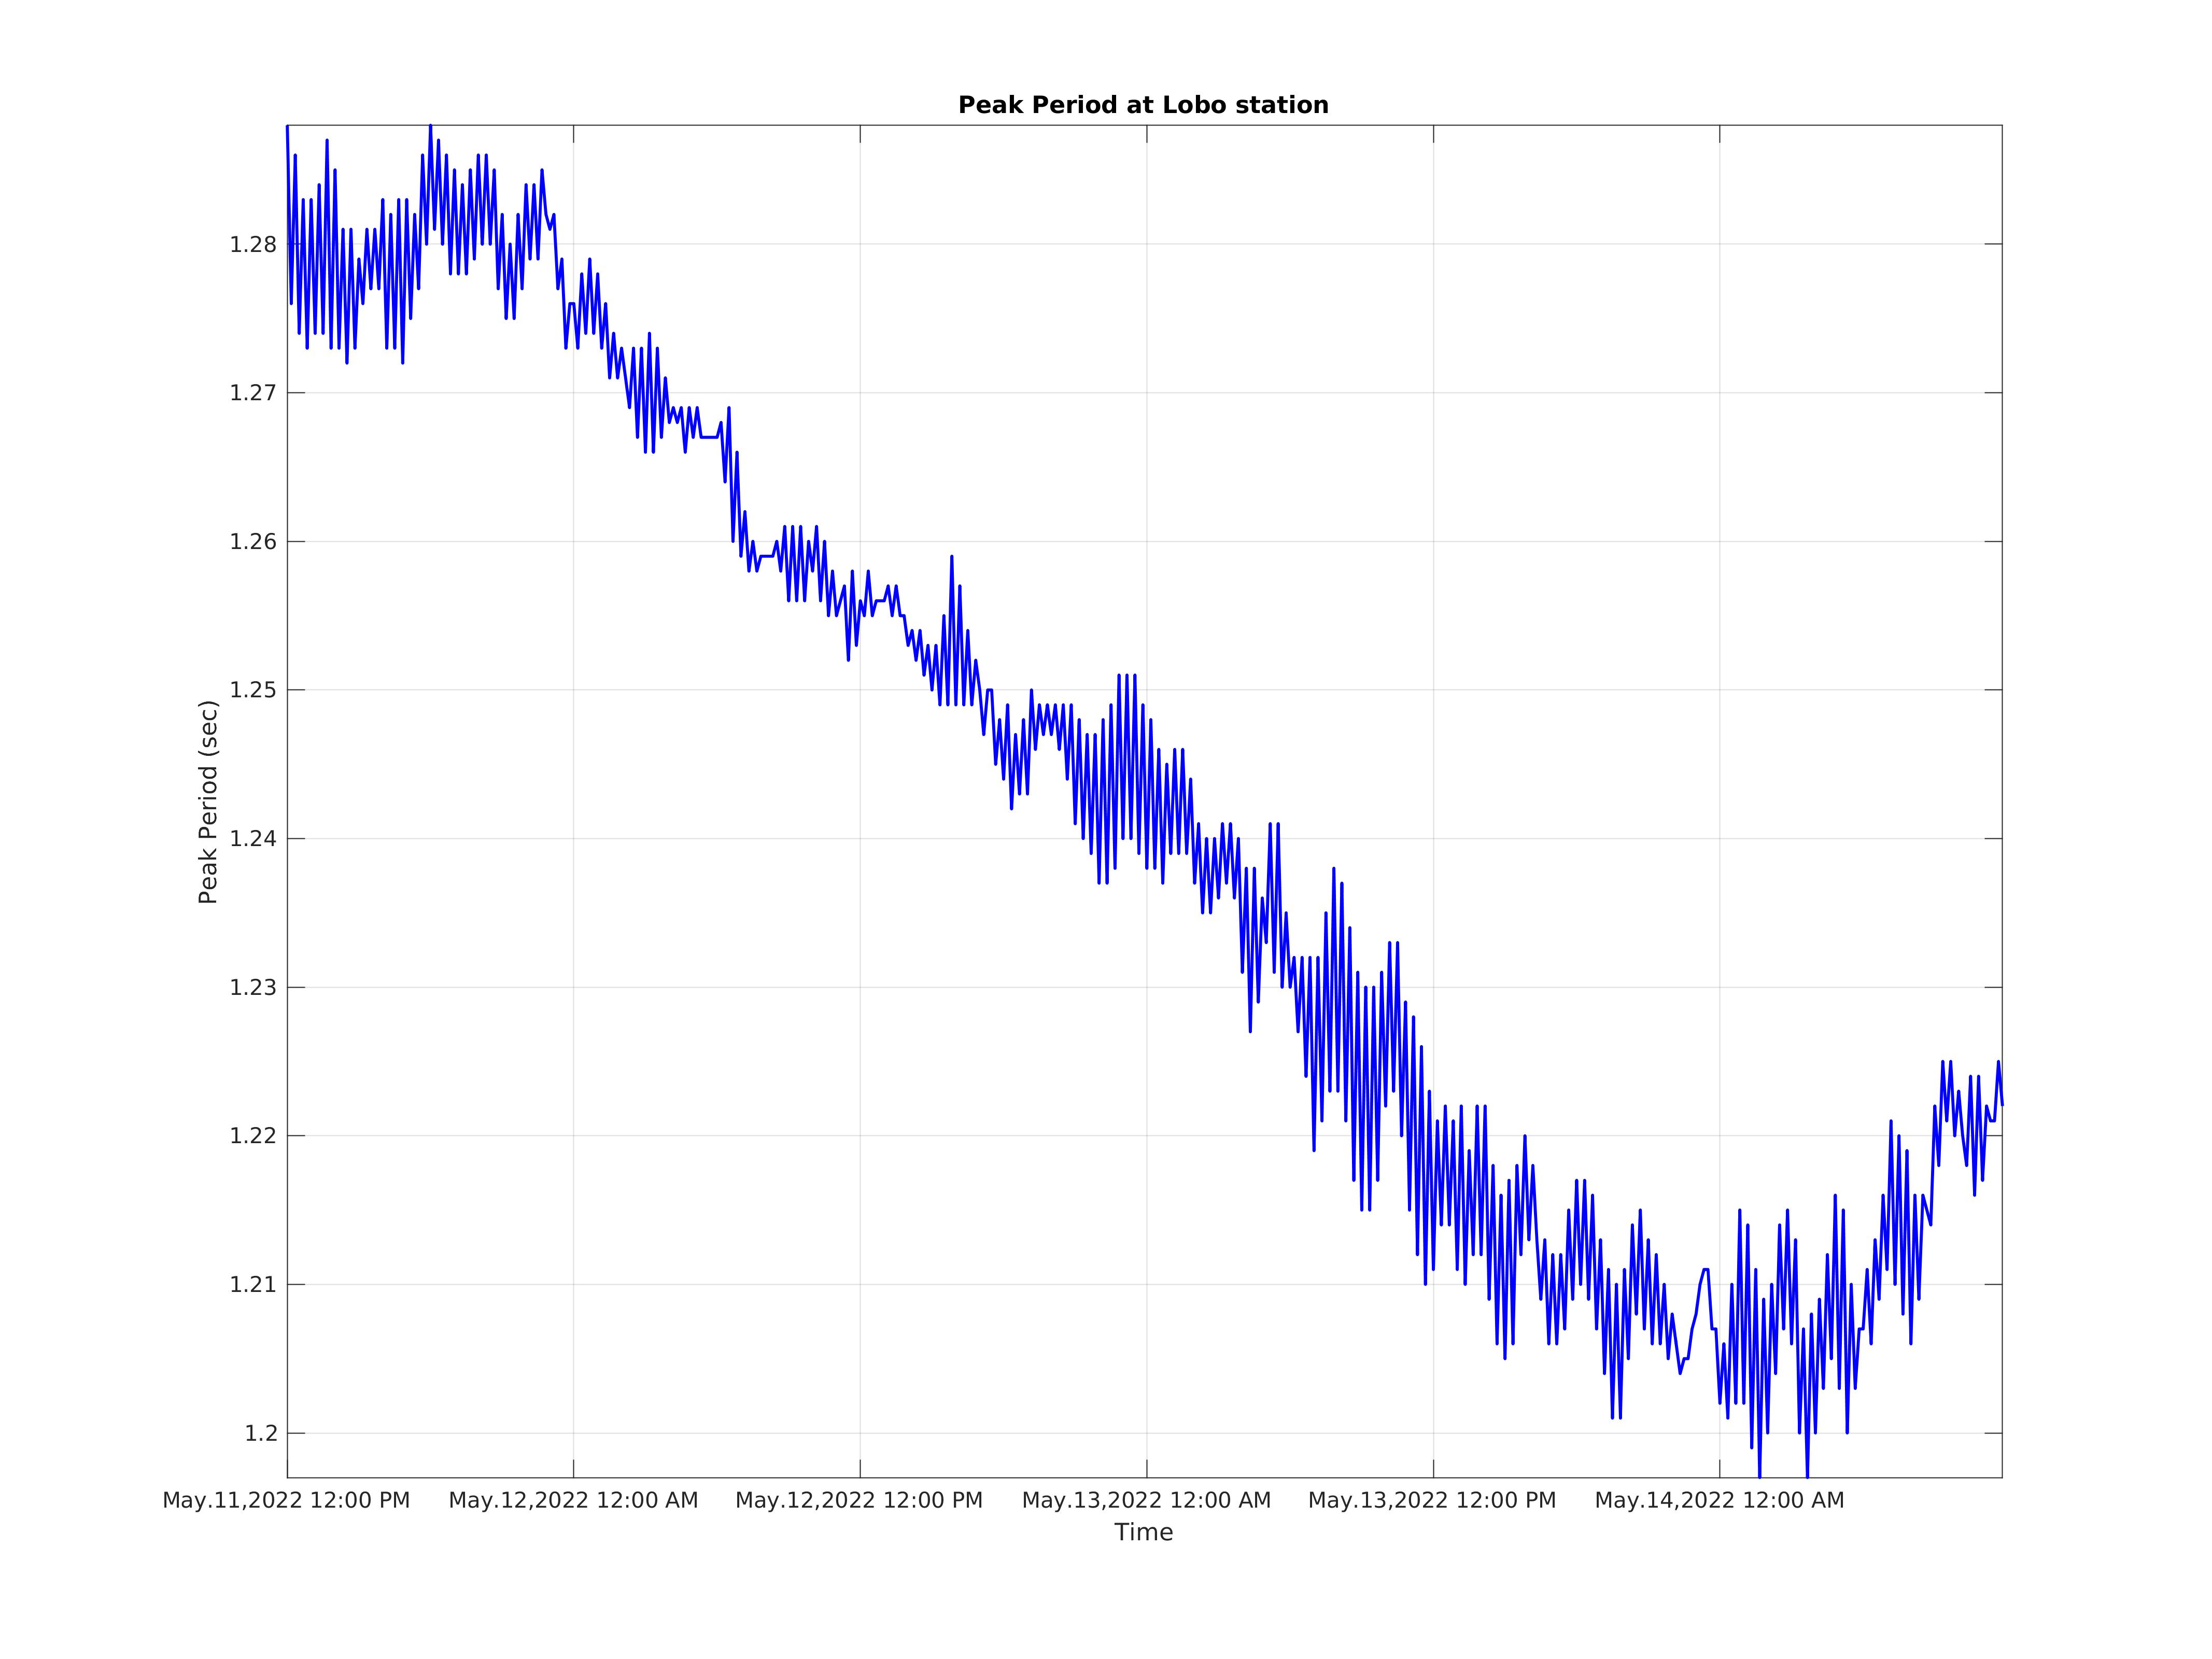 Peak Period at Lobo station
1.28
1.27
1.26
1.25
1.24
1.23
1.22
1.21
1.2
Peak Period (sec)
May.11,2022 12:00 PM
May.12,2022 12:00 AM
May.12,2022 12:00 PM
May.13,2022 12:00 AM
May.13,2022 12:00 PM
May.14,2022 12:00 AM
Time